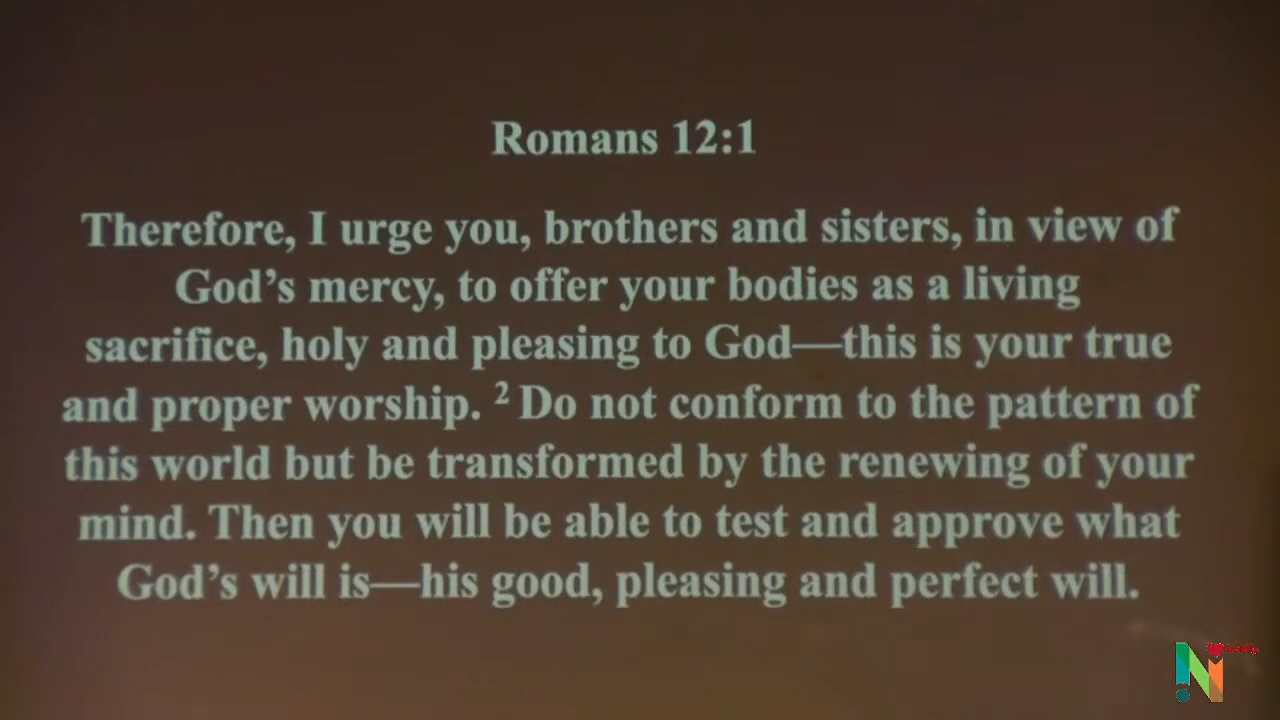 Romans 12:1
Therefore, I urge you, brothers and sisters, in view of
God’s mercy, to offer your bodies as a living
sacrifice, holy and pleasing to God—this is your true
and proper worship. ² Do not conform to the pattern of
this world but be transformed by the renewing of your
mind. Then you will be able to test and approve what
God’s will is—his good, pleasing and perfect will.
N